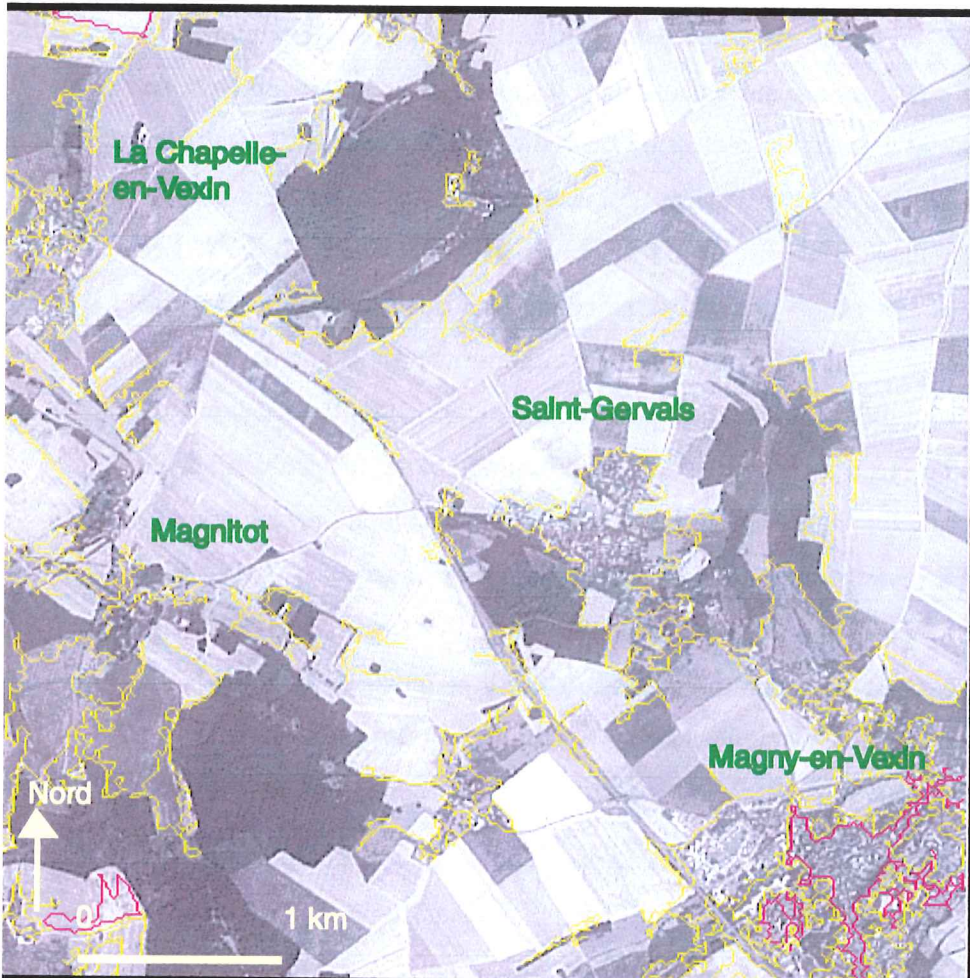 La Chapelle-
en-Vexin
Saint-Gervais
Magnitot
Magny-en-Vexin
Nord
0
1 km